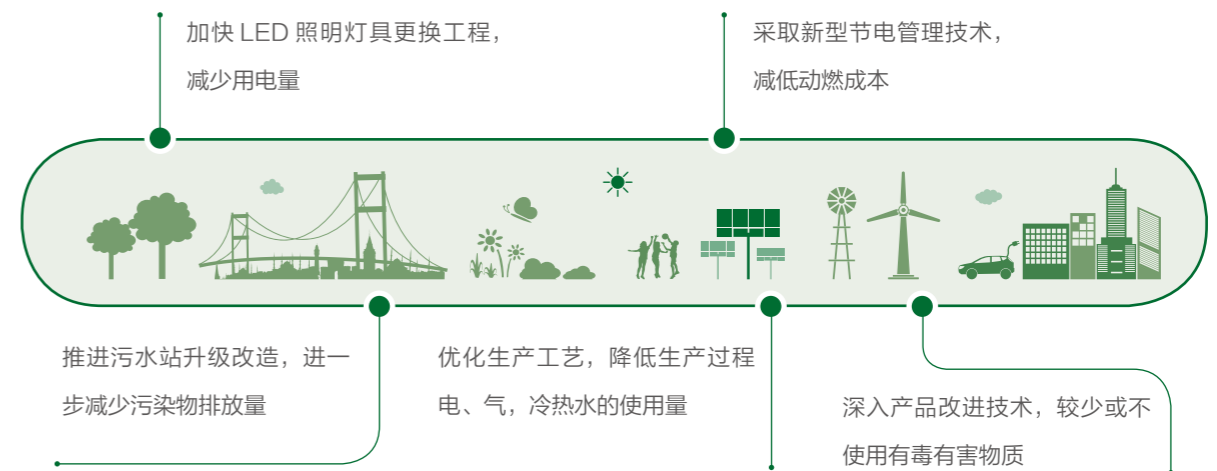 加快 LED 照明灯具更换工程，
减少用电量
采取新型节电管理技术，
减低动燃成本
推进污水站升级改造，进一
步减少污染物排放量
优化生产工艺，降低生产过程
电、气，冷热水的使用量
深入产品改进技术，较少或不
使用有毒有害物质